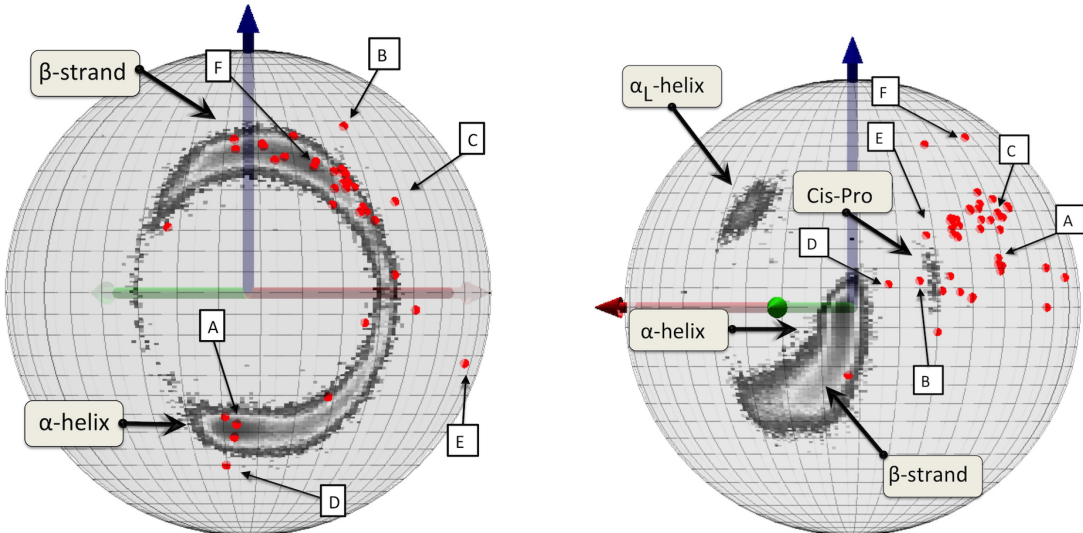 β-strand
F
B
C
A
α-helix
E
D
αL-helix
F
E
C
Cis-Pro
A
D
α-helix
B
β-strand